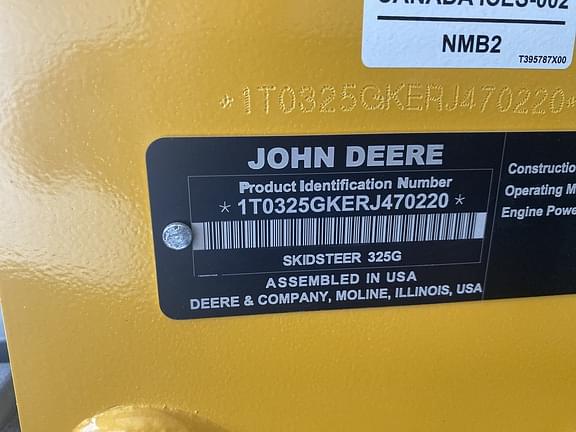 NMB2
T395787X00
*1T0325GKERJ470220*
JOHN DEERE
Product Identification Number
*1T0325GKERJ470220*
SKIDSTEER 325G
ASSEMBLED IN USA
DEERE & COMPANY, MOLINE, ILLINOIS, USA
Constructio
Operating M
Engine Powe